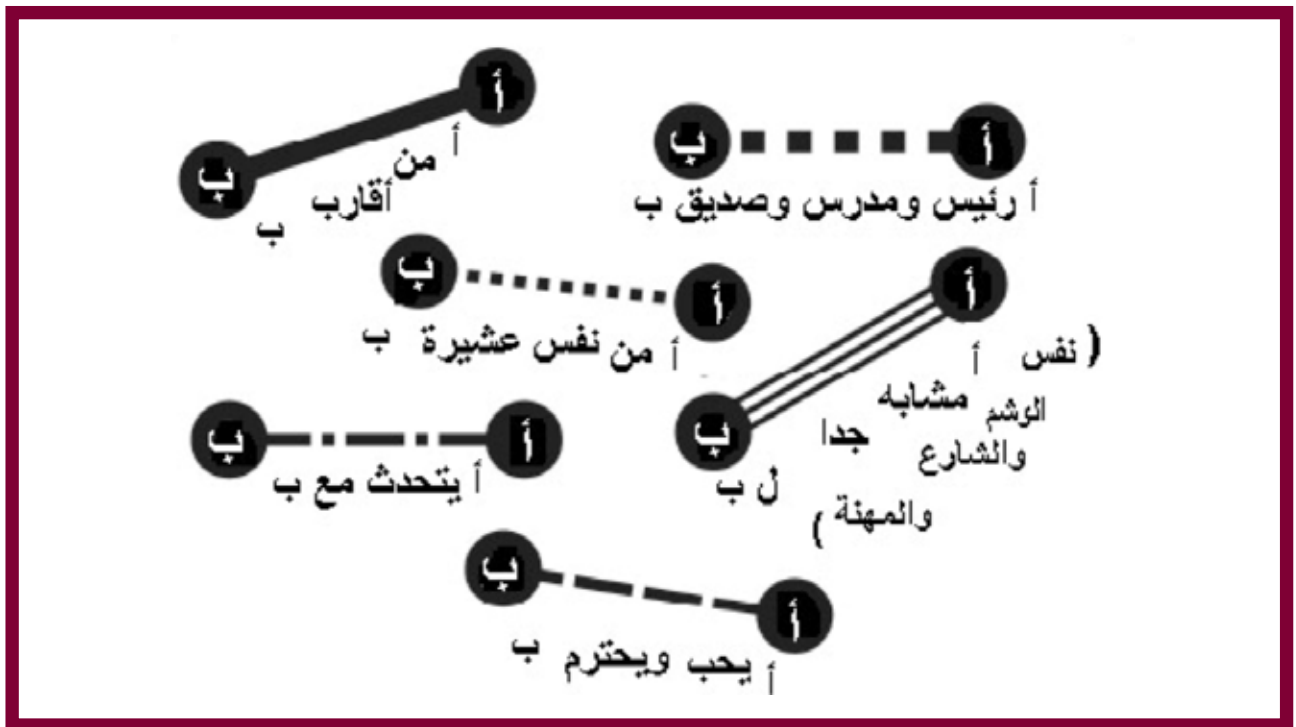 أ
ب
أ من أقارب ب
أ
ب
أ رئيس ومدرس وصديق ب
أ
ب
أ من نفس عشيرة ب
أ
ب
أ مشابه جدا ل ب
( نفس
الوشم
والشارع
والمهنة )
أ
ب
أ يتحدث مع ب
أ
ب
أ يحب ويحترم ب